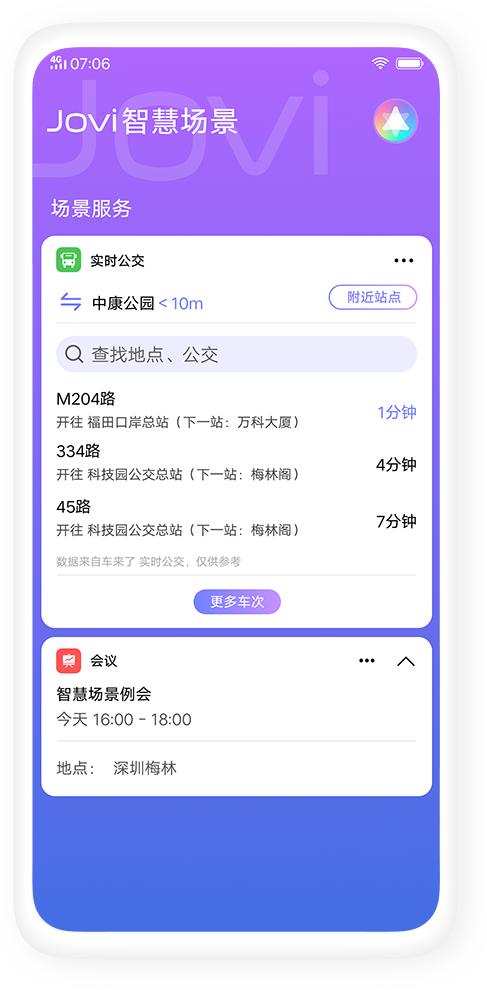 4G 07:06
Jovi
Jovi智慧场景
场景服务
实时公交
中康公园 < 10m
附近站点
查找地点、公交
M204路
开往 福田口岸总站（下一站：万科大厦）
1分钟
334路
开往 科技园公交总站（下一站：梅林阁）
4分钟
45路
开往 科技园公交总站（下一站：梅林阁）
7分钟
数据来自车来了 实时公交，仅供参考
更多车次
会议
智慧场景例会
今天 16:00 - 18:00
地点： 深圳梅林